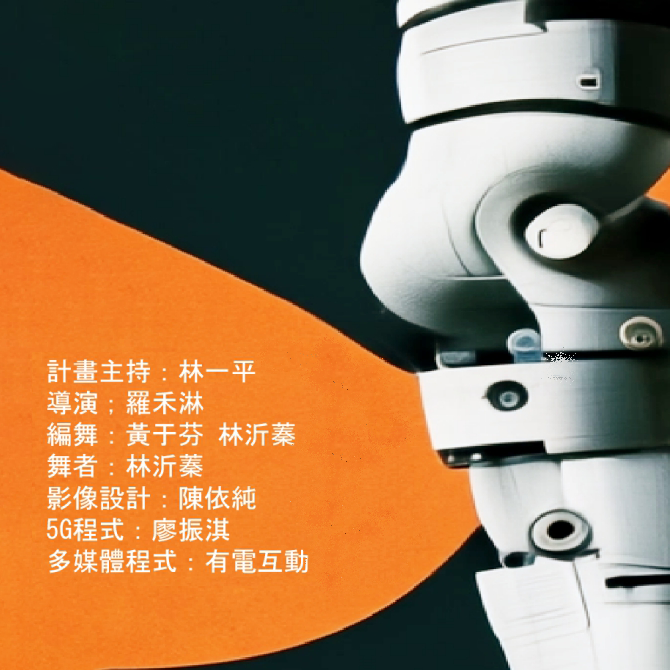 計畫主持：林一平
導演；羅禾淋
編舞：黃于芬 林沂蓁
舞者：林沂蓁
影像設計：陳依純
5G程式：廖振淇
多媒體程式：有電互動